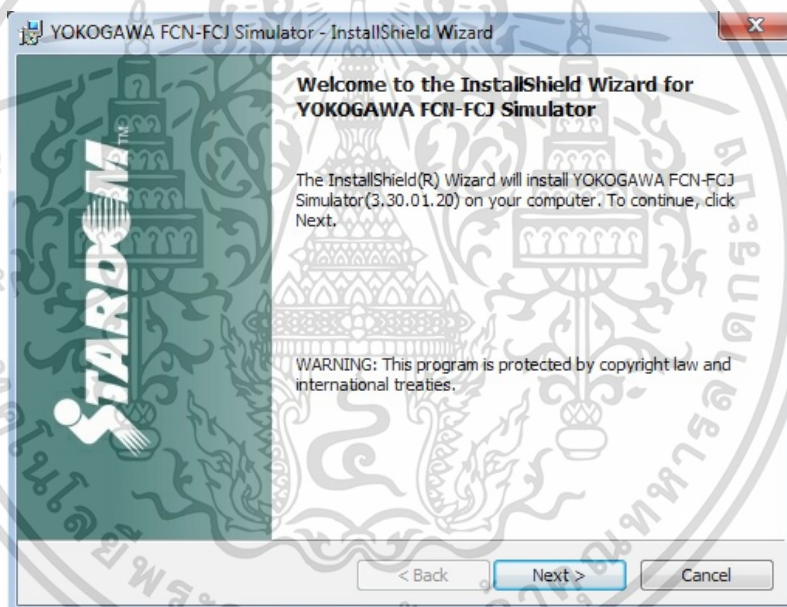 YOKOGAWA FCN-FCJ Simulator - InstallShield Wizard
Welcome to the InstallShield Wizard for
YOKOGAWA FCN-FCJ Simulator
The InstallShield(R) Wizard will install YOKOGAWA FCN-FCJ
Simulator(3.30.01.20) on your computer. To continue, click
Next.
WARNING: This program is protected by copyright law and
international treaties.
STARDOM™
< Back
Next >
Cancel